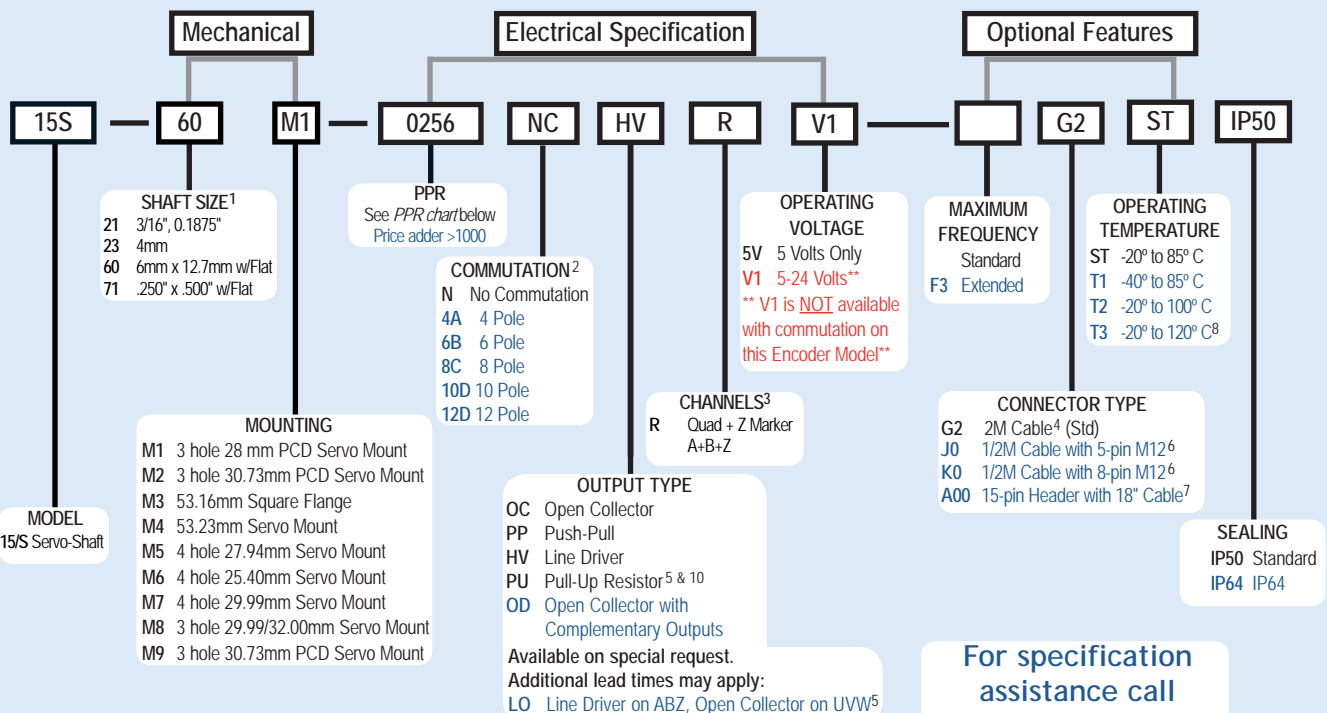 Mechanical
Electrical Specification
Optional Features
15S
60
M1
0256
NC
HV
R
V1
G2
ST
IP50
SHAFT SIZE1
21 3/16", 0.1875"
23 4mm
60 6mm x 12.7mm w/Flat
71 .250" x .500" w/Flat
PPR
See PPR chart below
Price adder >1000
COMMUTATION2
N No Commutation
4A 4 Pole
6B 6 Pole
8C 8 Pole
10D 10 Pole
12D 12 Pole
OPERATING
VOLTAGE
5V 5 Volts Only
V1 5-24 Volts**
** V1 is NOT available
with commutation on
this Encoder Model**
MAXIMUM
FREQUENCY
Standard
F3 Extended
OPERATING
TEMPERATURE
ST -20º to 85º C
T1 -40º to 85º C
T2 -20º to 100º C
T3 -20º to 120º C8
MOUNTING
M1 3 hole 28 mm PCD Servo Mount
M2 3 hole 30.73mm PCD Servo Mount
M3 53.16mm Square Flange
M4 53.23mm Servo Mount
M5 4 hole 27.94mm Servo Mount
M6 4 hole 25.40mm Servo Mount
M7 4 hole 29.99mm Servo Mount
M8 3 hole 29.99/32.00mm Servo Mount
M9 3 hole 30.73mm PCD Servo Mount
CHANNELS3
R Quad + Z Marker
A+B+Z
CONNECTOR TYPE
G2 2M Cable4 (Std)
J0 1/2M Cable with 5-pin M126
K0 1/2M Cable with 8-pin M126
A00 15-pin Header with 18" Cable7
MODEL
15/S Servo-Shaft
OUTPUT TYPE
OC Open Collector
PP Push-Pull
HV Line Driver
PU Pull-Up Resistor5 & 10
OD Open Collector with
Complementary Outputs
Available on special request.
Additional lead times may apply:
LO Line Driver on ABZ, Open Collector on UVW5
SEALING
IP50 Standard
IP64 IP64
For specification
assistance call